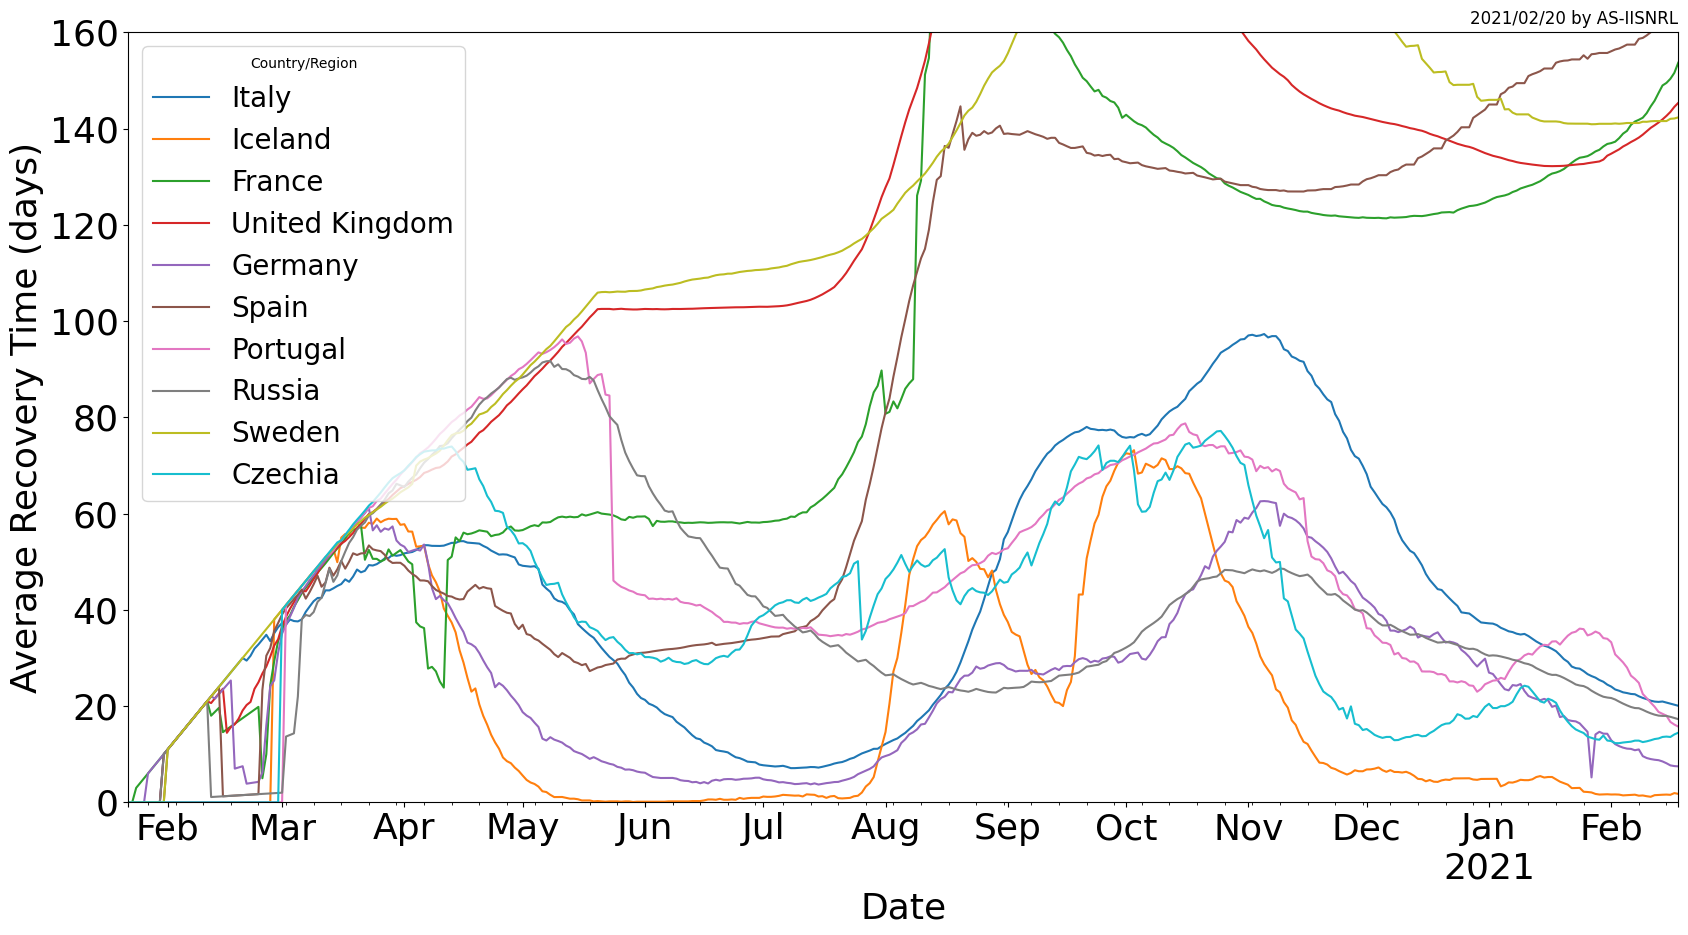 2021/02/20 by AS-IISNRL
160
140
120
100
80
60
40
20
0
Average Recovery Time (days)
Country/Region
Italy
Iceland
France
United Kingdom
Germany
Spain
Portugal
Russia
Sweden
Czechia
Feb Mar Apr May Jun Jul Aug Sep Oct Nov Dec Jan Feb
2021
Date